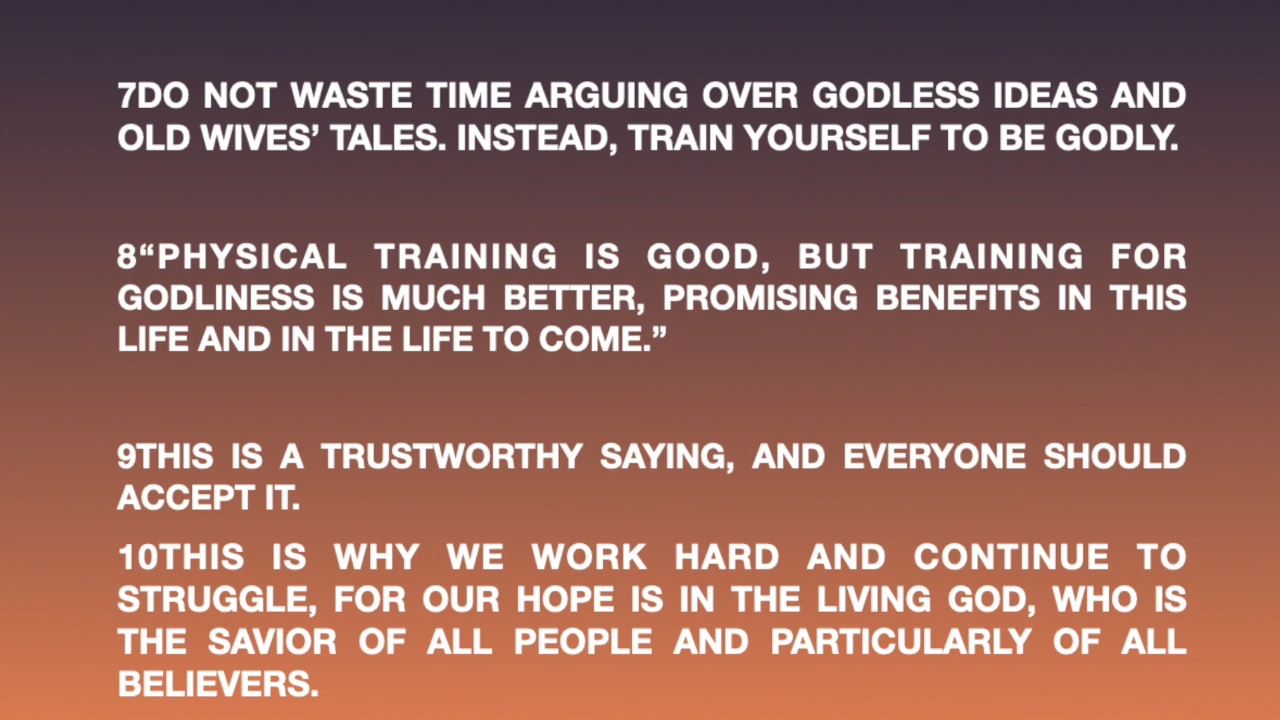 7DO NOT WASTE TIME ARGUING OVER GODLESS IDEAS AND
OLD WIVES’ TALES. INSTEAD, TRAIN YOURSELF TO BE GODLY.
8“PHYSICAL TRAINING IS GOOD, BUT TRAINING FOR
GODLINESS IS MUCH BETTER, PROMISING BENEFITS IN THIS
LIFE AND IN THE LIFE TO COME.”
9THIS IS A TRUSTWORTHY SAYING, AND EVERYONE SHOULD
ACCEPT IT.
10THIS IS WHY WE WORK HARD AND CONTINUE TO
STRUGGLE, FOR OUR HOPE IS IN THE LIVING GOD, WHO IS
THE SAVIOR OF ALL PEOPLE AND PARTICULARLY OF ALL
BELIEVERS.